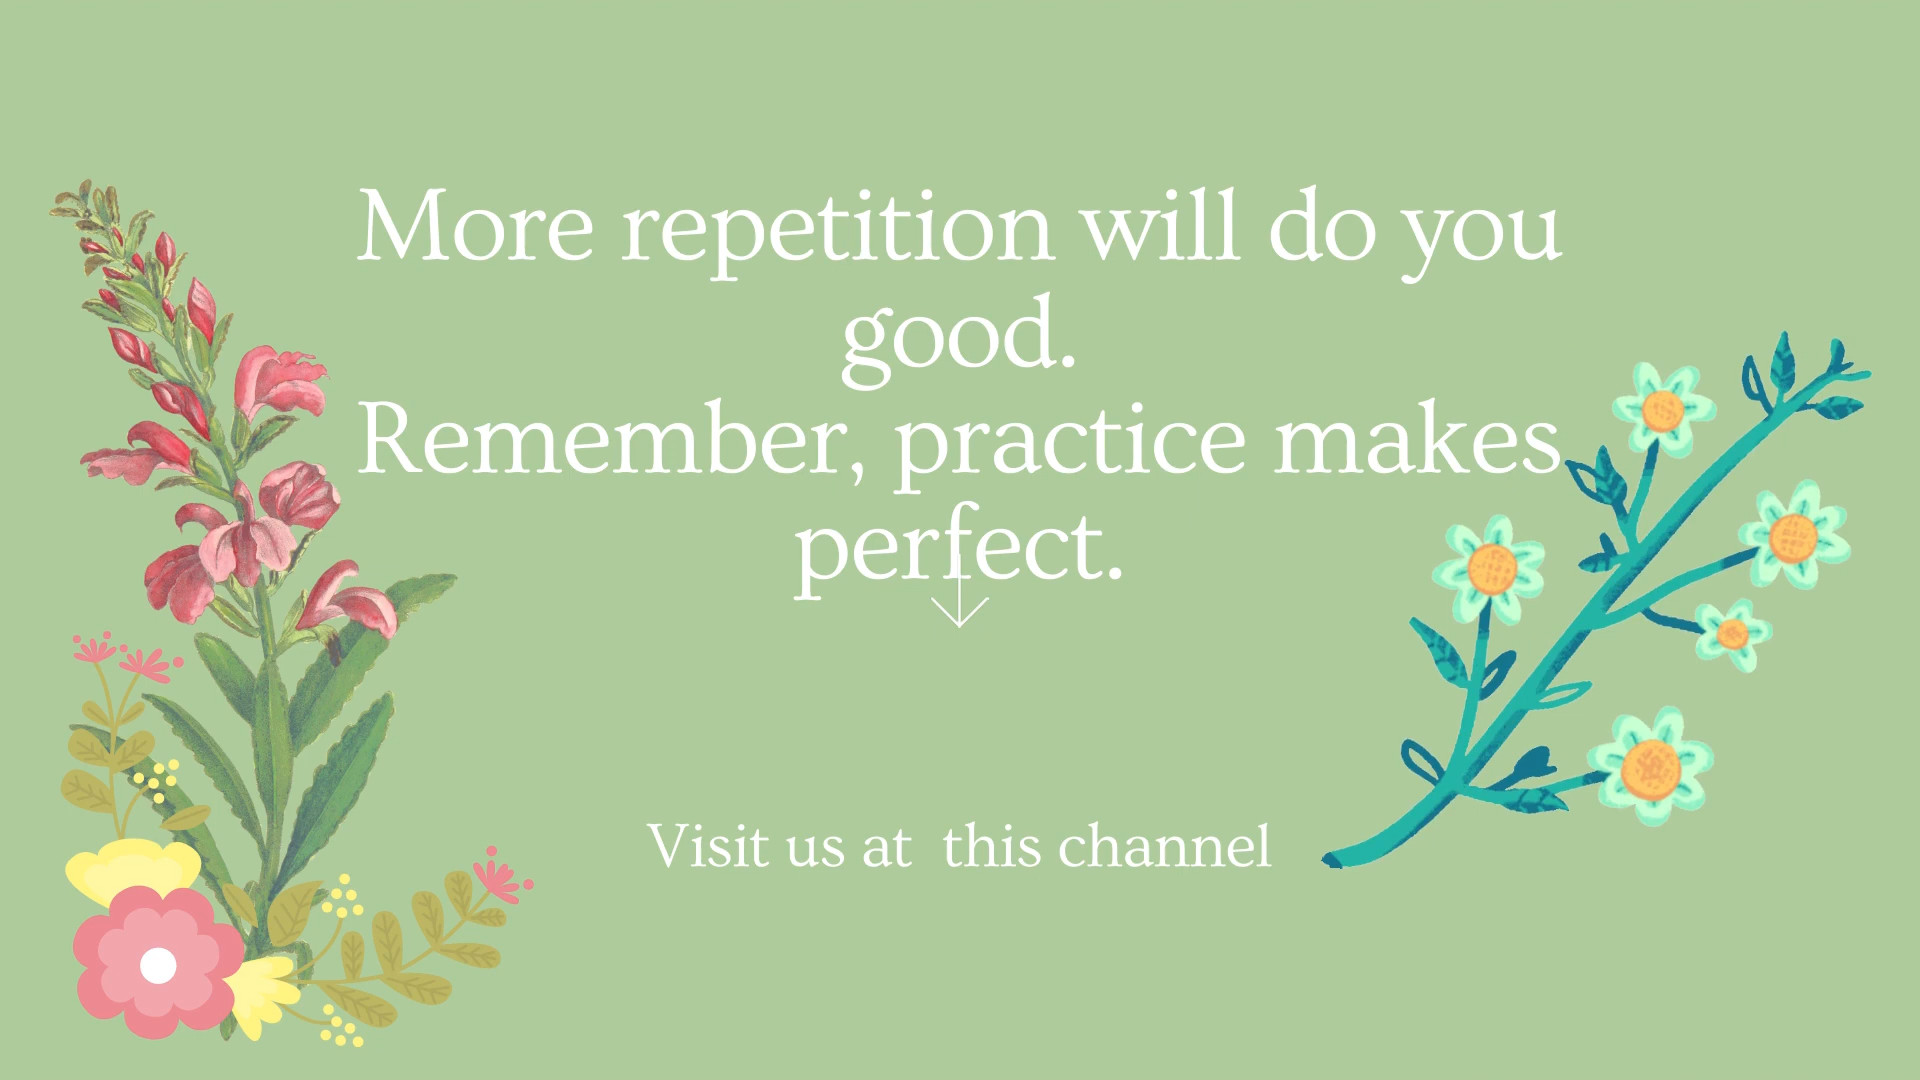 More repetition will do you
good.
Remember, practice makes
perfect.
Visit us at  this channel